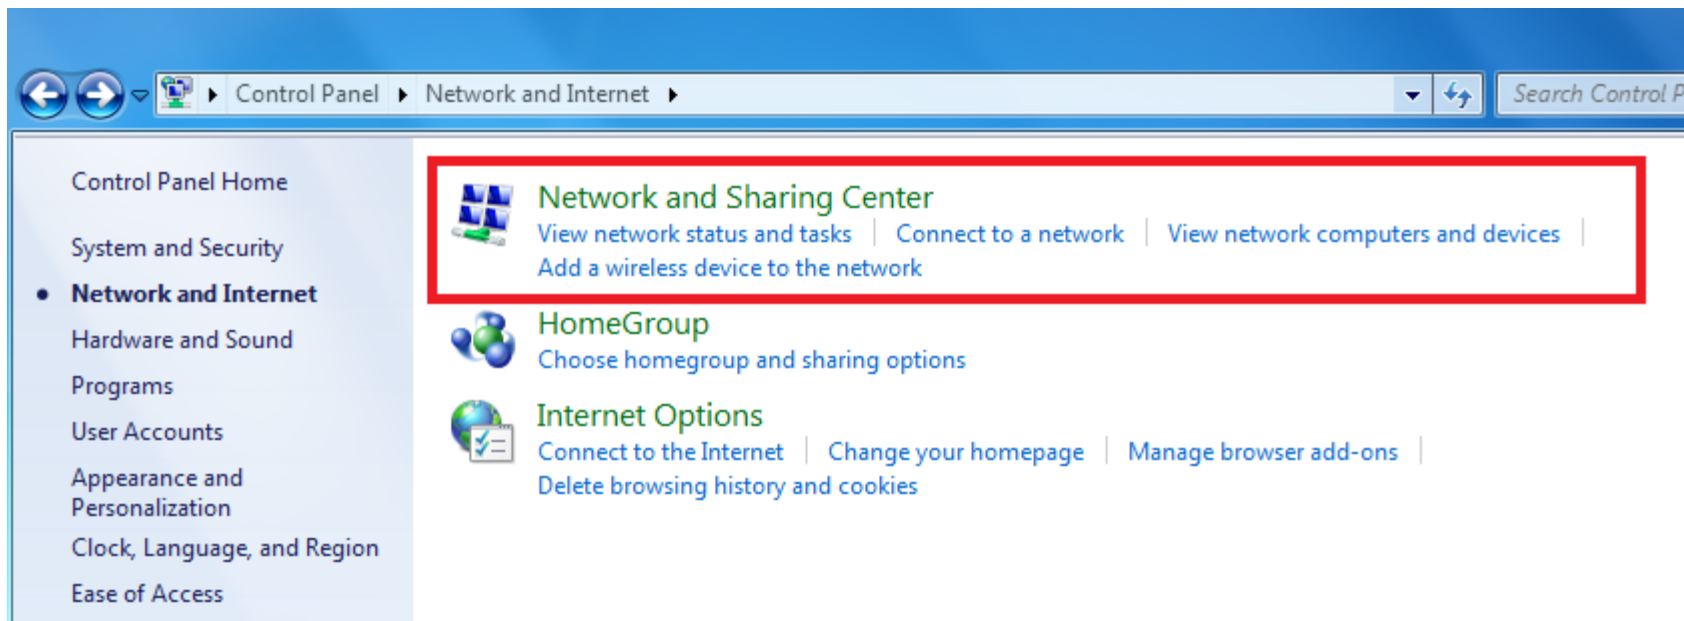 Control Panel Network and Internet Search Control P
Control Panel Home
System and Security
Network and Internet
Hardware and Sound
Programs
User Accounts
Appearance and
Personalization
Clock, Language, and Region
Ease of Access
Network and Sharing Center
View network status and tasks Connect to a network View network computers and devices
Add a wireless device to the network
HomeGroup
Choose homegroup and sharing options
Internet Options
Connect to the Internet Change your homepage Manage browser add-ons
Delete browsing history and cookies